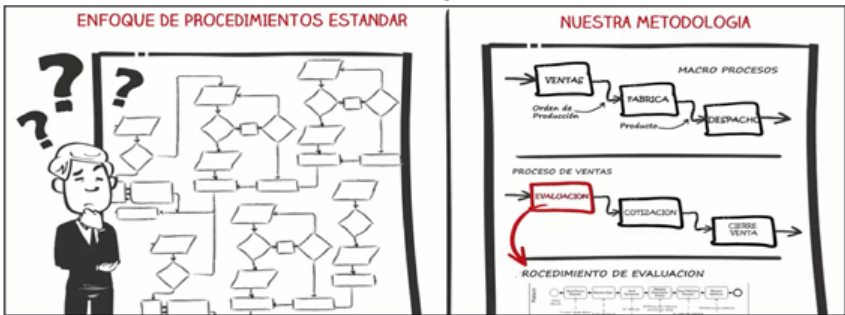 ENFOQUE DE PROCEDIMIENTOS ESTANDAR
? ? ?
NUESTRA METODOLOGIA
MACRO PROCESOS
VENTAS
Orden de
Producción
FABRICA
Producto
DESPACHO
PROCESO DE VENTAS
EVALUACION
COTIZACION
CIERRE
VENTA
ROCEDIMIENTO DE EVALUACION